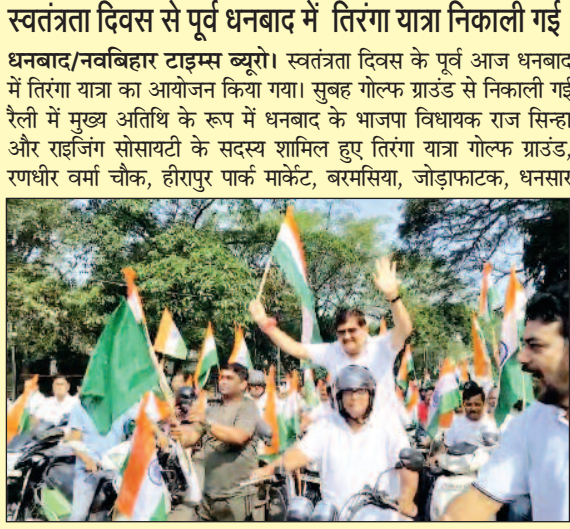 स्वतंत्रता दिवस से पूर्व धनबाद में तिरंगा यात्रा निकाली गई
धनबाद/नवबिहार टाइम्स ब्यूरो। स्वतंत्रता दिवस के पूर्व आज धनबाद
में तिरंगा यात्रा का आयोजन किया गया। सुबह गोल्फ ग्राउंड से निकाली गई
रैली में मुख्य अतिथि के रूप में धनबाद के भाजपा विधायक राज सिन्हा
और राइजिंग सोसायटी के सदस्य शामिल हुए तिरंगा यात्रा गोल्फ ग्राउंड,
रणधीर वर्मा चौक, हीरापुर पार्क मार्केट, बरमसिया, जोड़ाफाटक, धनसार